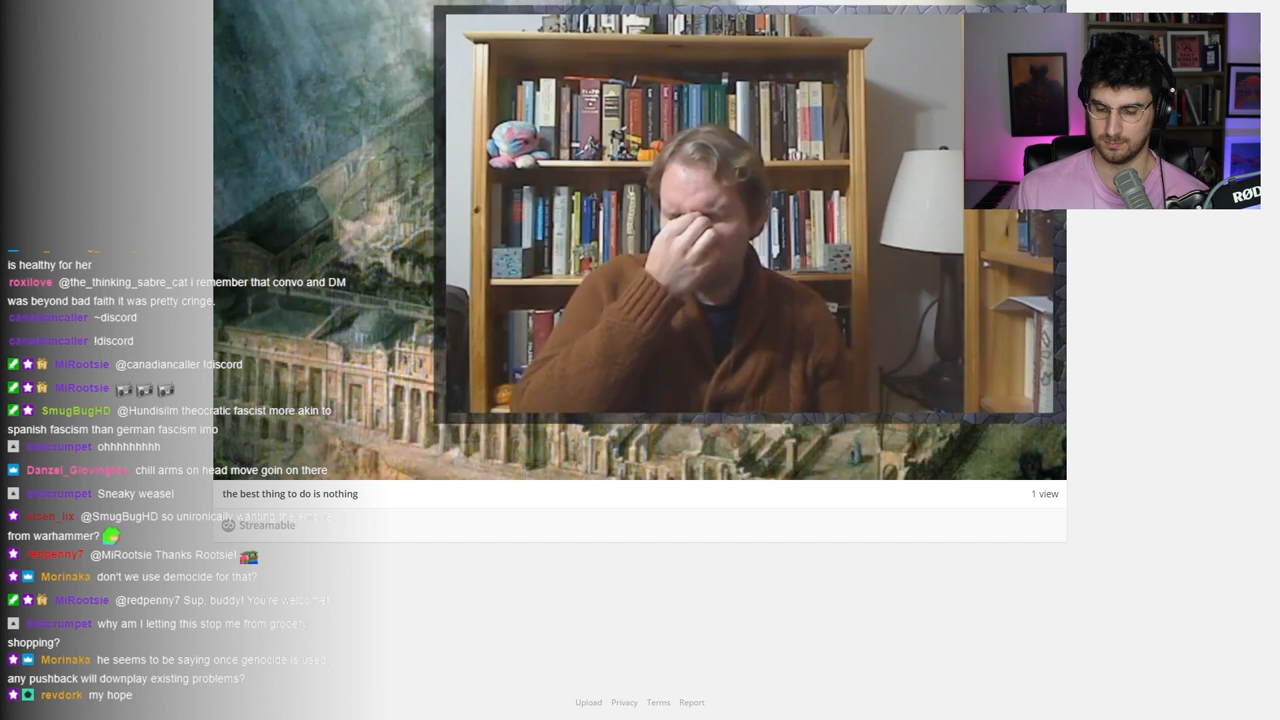 is healthy for her
roxilove @the_thinking_sabre_cat i remember that convo and DM
was beyond bad faith it was pretty cringe.
canadiancaller ~discord
canadiancaller !discord
MiRootsie @canadiancaller !discord
MiRootsie
SmugBugHD @Hundisilm theocratic fascist more akin to
spanish fascism than german fascism imo
ohhhhhhhhh
chill arms on head move goin on there
Sneaky weasel
@SmugBugHD so unironically wanting the
from warhammer?
redpenny7 @MiRootsie Thanks Rootsie!
Morinaka don't we use democide for that?
MiRootsie @redpenny7 Sup, buddy! You're welcome!
why am I letting this stop me from grocery
shopping?
Morinaka he seems to be saying once genocide is used
any pushback will downplay existing problems?
revdork my hope
RØD
the best thing to do is nothing
1 view
Streamable
Upload Privacy Terms Report